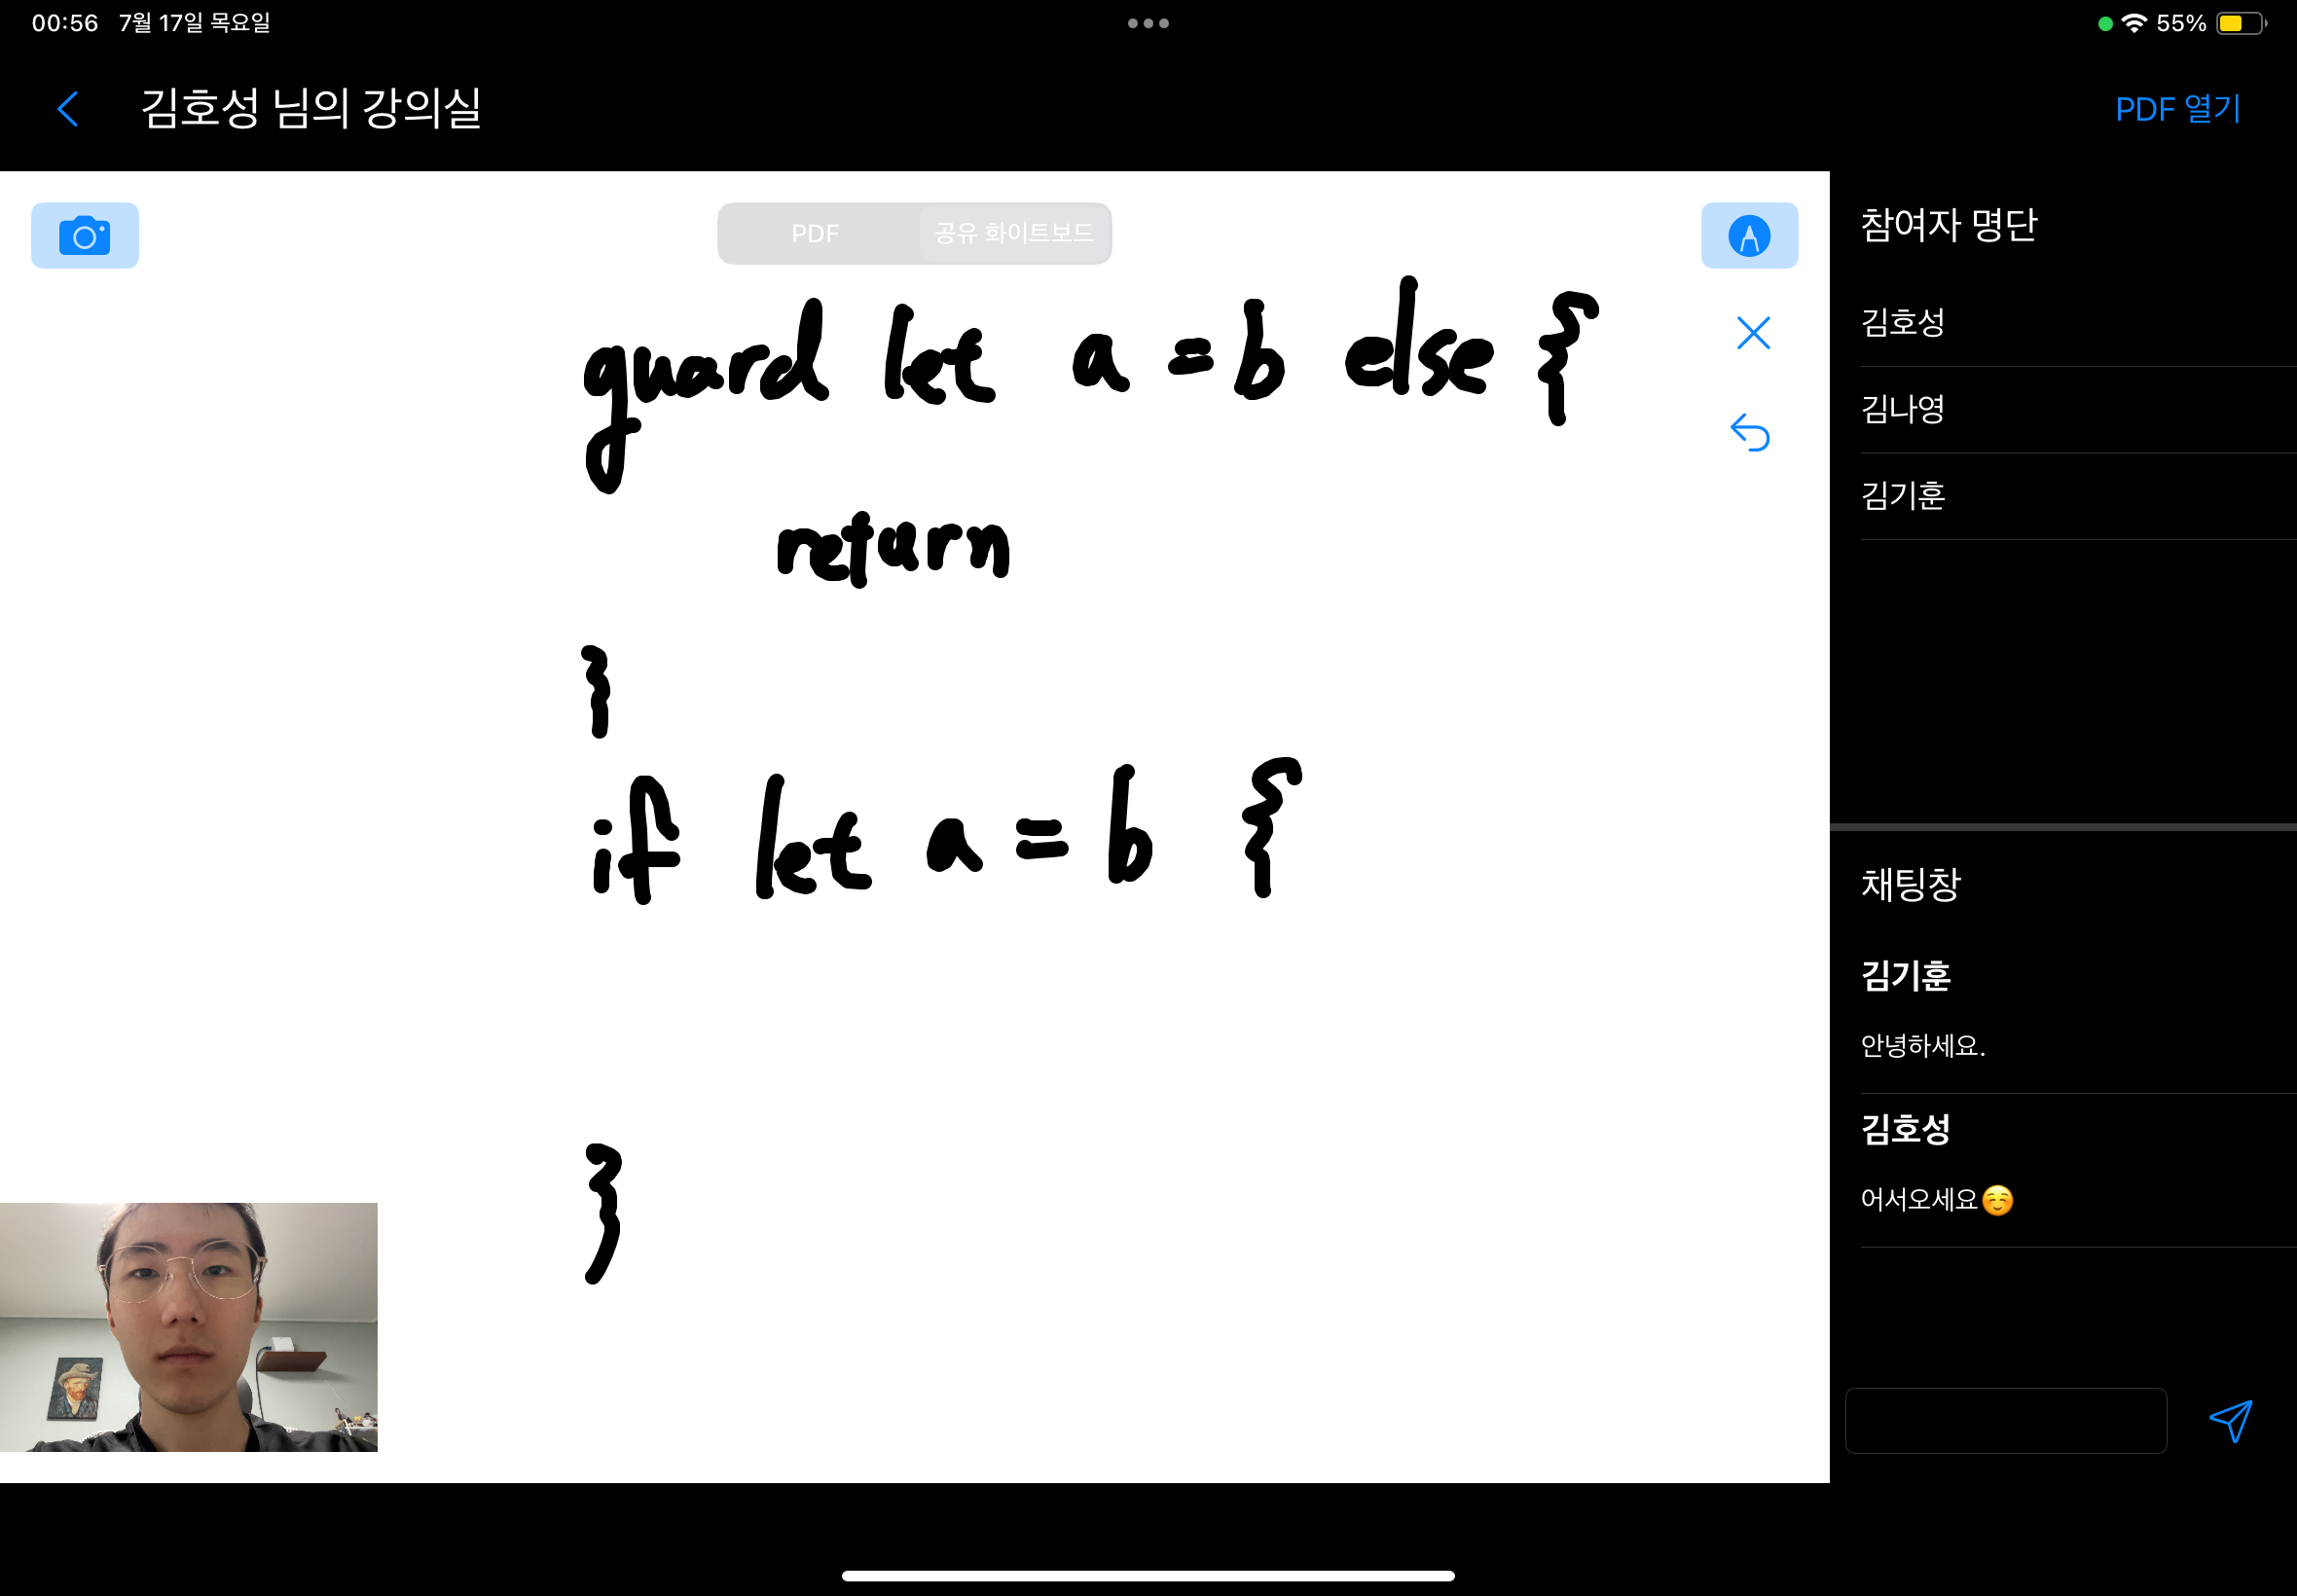 00:56 7월 17일 목요일
55%
김호성 님의 강의실
PDF 열기
PDF
공유 화이트보드
guard let a = b else {
return
}
if let a = b {
}
참여자 명단
김호성
김나영
김기훈
채팅창
김기훈
안녕하세요.
김호성
어서오세요☺️